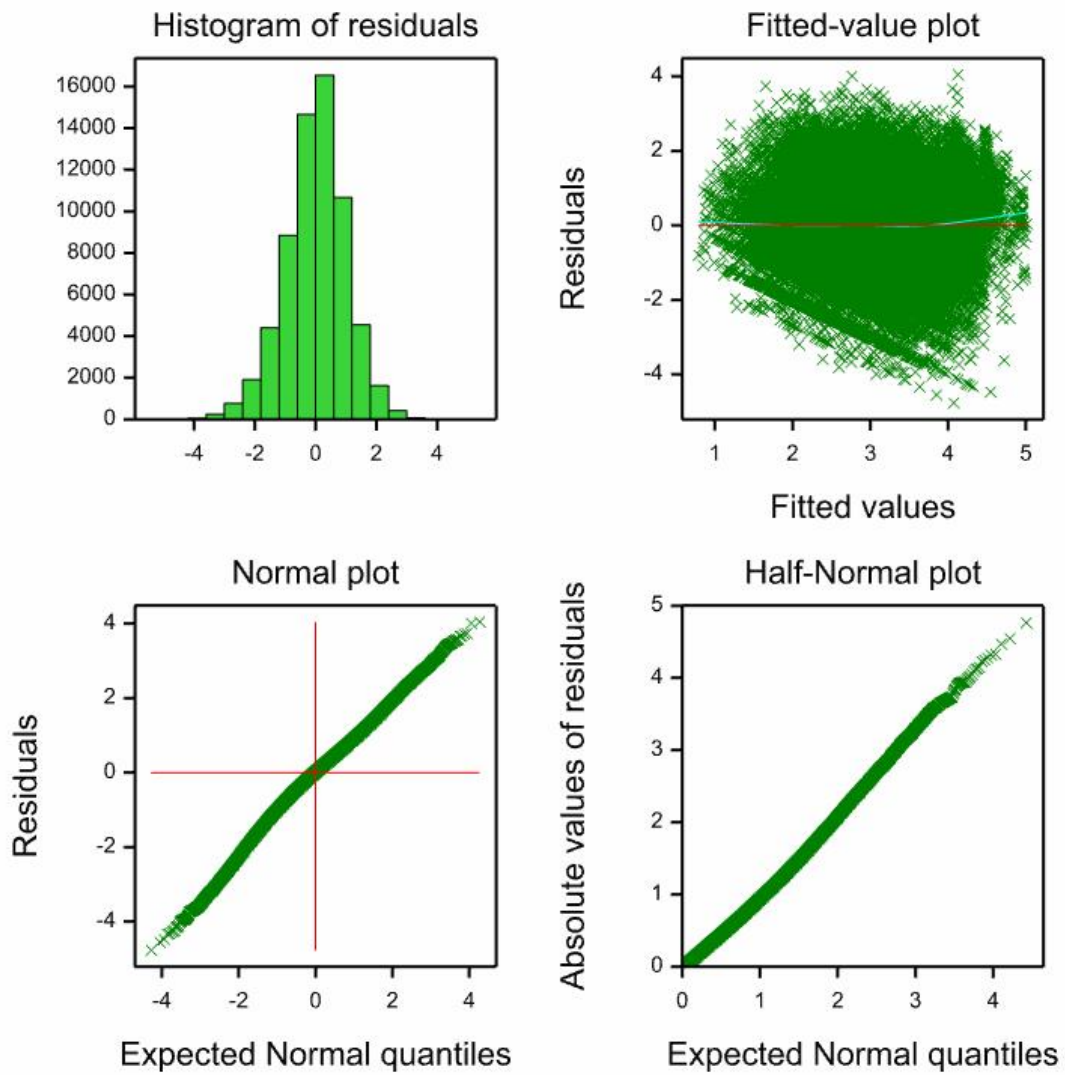 Histogram of residuals
16000
14000
12000
10000
8000
6000
4000
2000
0
-4 -2 0 2 4
Fitted-value plot
Residuals
4
2
0
-2
-4
1 2 3 4 5
Fitted values
Normal plot
Residuals
4
2
0
-2
-4
-4 -2 0 2 4
Expected Normal quantiles
Half-Normal plot
Absolute values of residuals
5
4
3
2
1
0
0 1 2 3 4
Expected Normal quantiles